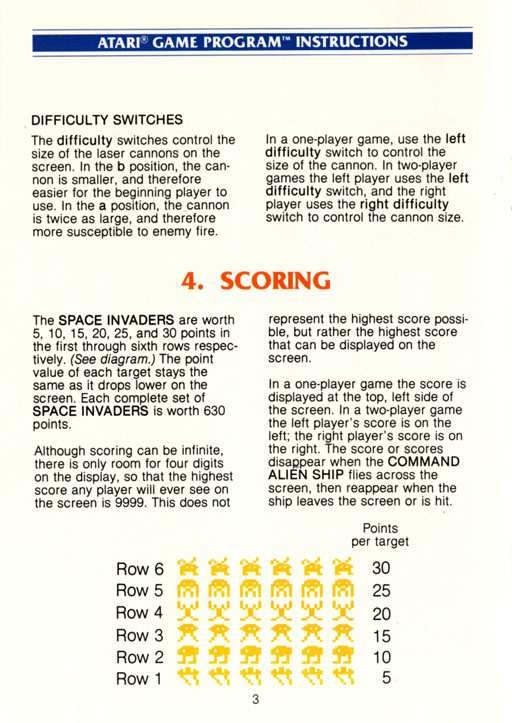 ATARI® GAME PROGRAM™ INSTRUCTIONS
DIFFICULTY SWITCHES
The difficulty switches control the
size of the laser cannons on the
screen. In the b position, the can-
non is smaller, and therefore
easier for the beginning player to
use. In the a position, the cannon
is twice as large, and therefore
more susceptible to enemy fire.
In a one-player game, use the left
difficulty switch to control the
size of the cannon. In two-player
games the left player uses the left
difficulty switch, and the right
player uses the right difficulty
switch to control the cannon size.
4. SCORING
The SPACE INVADERS are worth
5, 10, 15, 20, 25, and 30 points in
the first through sixth rows respec-
tively. (See diagram.) The point
value of each target stays the
same as it drops lower on the
screen. Each complete set of
SPACE INVADERS is worth 630
points.
Although scoring can be infinite,
there is only room for four digits
on the display, so that the highest
score any player will ever see on
the screen is 9999. This does not
represent the highest score possi-
ble, but rather the highest score
that can be displayed on the
screen.
In a one-player game the score is
displayed at the top, left side of
the screen. In a two-player game
the left player's score is on the
left; the right player's score is on
the right. The score or scores
disappear when the COMMAND
ALIEN SHIP flies across the
screen, then reappear when the
ship leaves the screen or is hit.
Points
per target
Row 6 30
Row 5 25
Row 4 20
Row 3 15
Row 2 10
Row 1 5
3